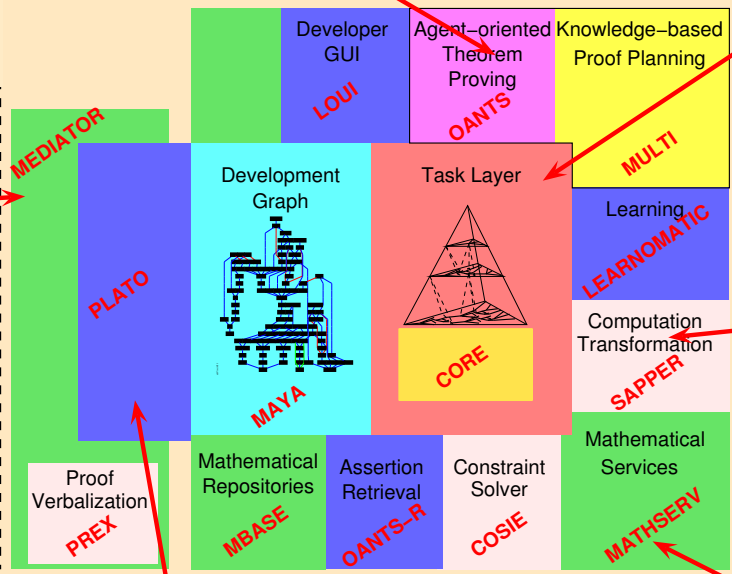 Developer
GUI
LOUI
Agent-oriented
Theorem
Proving
OANTS
Knowledge-based
Proof Planning
MULTI
MEDIATOR
PLATO
Development
Graph
MAYA
Task Layer
CORE
Learning
LEARNOMATIC
Computation
Transformation
SAPPER
Proof
Verbalization
PREX
Mathematical
Repositories
MBASE
Assertion
Retrieval
OANTS-R
Constraint
Solver
COSIE
Mathematical
Services
MATHSERV